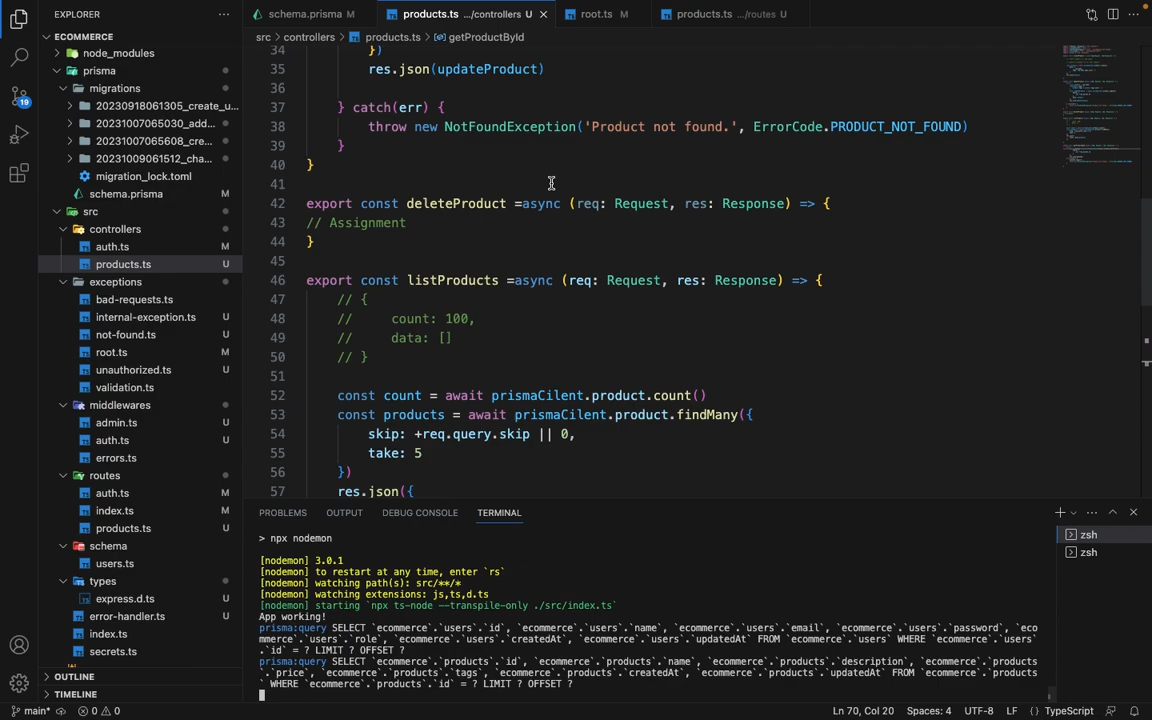 EXPLORER
ECOMMERCE
node_modules
prisma
migrations
20230918061305_create_u...
20231007065030_add...
20231007065608_cre...
20231009061512_cha...
migration_lock.toml
schema.prisma M
src
controllers
auth.ts M
products.ts U
exceptions
bad-requests.ts
internal-exception.ts U
not-found.ts U
root.ts M
unauthorized.ts U
validation.ts
middlewares
admin.ts U
auth.ts U
errors.ts
routes
auth.ts M
index.ts M
products.ts U
schema
users.ts
types
express.d.ts U
error-handler.ts U
index.ts
secrets.ts
OUTLINE
TIMELINE
19
schema.prisma M
products.ts .../controllers U
root.ts M
products.ts .../routes U
src > controllers > products.ts > getProductById
34 })
35 res.json(updateProduct)
36
37 } catch(err) {
38 throw new NotFoundException('Product not found.', ErrorCode.PRODUCT_NOT_FOUND)
39 }
40 }
41
42 export const deleteProduct =async (req: Request, res: Response) => {
43 // Assignment
44 }
45
46 export const listProducts =async (req: Request, res: Response) => {
47 // {
48 // count: 100,
49 // data: []
50 // }
51
52 const count = await prismaCilent.product.count()
53 const products = await prismaCilent.product.findMany({
54 skip: +req.query.skip || 0,
55 take: 5
56 })
57 res.json({
PROBLEMS OUTPUT DEBUG CONSOLE TERMINAL
zsh
zsh
> npx nodemon
[nodemon] 3.0.1
[nodemon] to restart at any time, enter `rs`
[nodemon] watching path(s): src/**/*
[nodemon] watching extensions: js,ts,d.ts
[nodemon] starting `npx ts-node --transpile-only ./src/index.ts`
App working!
prisma:query SELECT `ecommerce`.`users`.`id`, `ecommerce`.`users`.`name`, `ecommerce`.`users`.`email`, `ecommerce`.`users`.`password`, `eco
mmerce`.`users`.`role`, `ecommerce`.`users`.`createdAt`, `ecommerce`.`users`.`updatedAt` FROM `ecommerce`.`users` WHERE `ecommerce`.`users`
.`id` = ? LIMIT ? OFFSET ?
prisma:query SELECT `ecommerce`.`products`.`id`, `ecommerce`.`products`.`name`, `ecommerce`.`products`.`description`, `ecommerce`.`products
`.`price`, `ecommerce`.`products`.`tags`, `ecommerce`.`products`.`createdAt`, `ecommerce`.`products`.`updatedAt` FROM `ecommerce`.`products
` WHERE `ecommerce`.`products`.`id` = ? LIMIT ? OFFSET ?
main* 0 0 Ln 70, Col 20 Spaces: 4 UTF-8 LF {} TypeScript